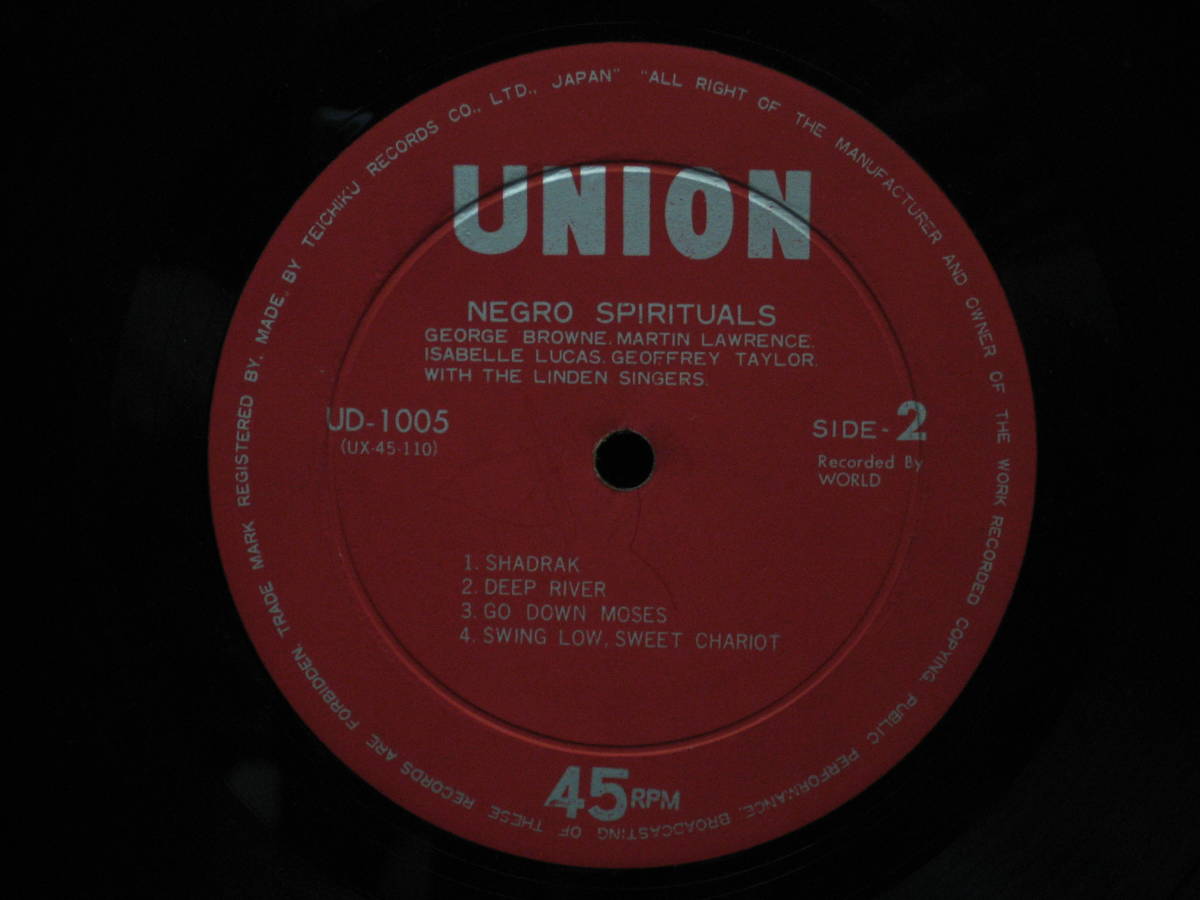 "ALL RIGHT OF THE MANUFACTURER AND OWNER OF THE WORK RECORDED COPYING. PUBLIC PERFORMANCE. BROADCASTING OF THESE RECORDS ARE FORBIDDEN. TRADE MARK REGISTERED BY. MADE. BY TEICHIKU RECORDS CO., LTD., JAPAN"
UNION
NEGRO SPIRITUALS
GEORGE BROWNE. MARTIN LAWRENCE.
ISABELLE LUCAS. GEOFFREY TAYLOR.
WITH THE LINDEN SINGERS.
UD-1005
(UX-45-110)
SIDE-2
Recorded By
WORLD
1. SHADRAK
2. DEEP RIVER
3. GO DOWN MOSES
4. SWING LOW, SWEET CHARIOT
45 RPM